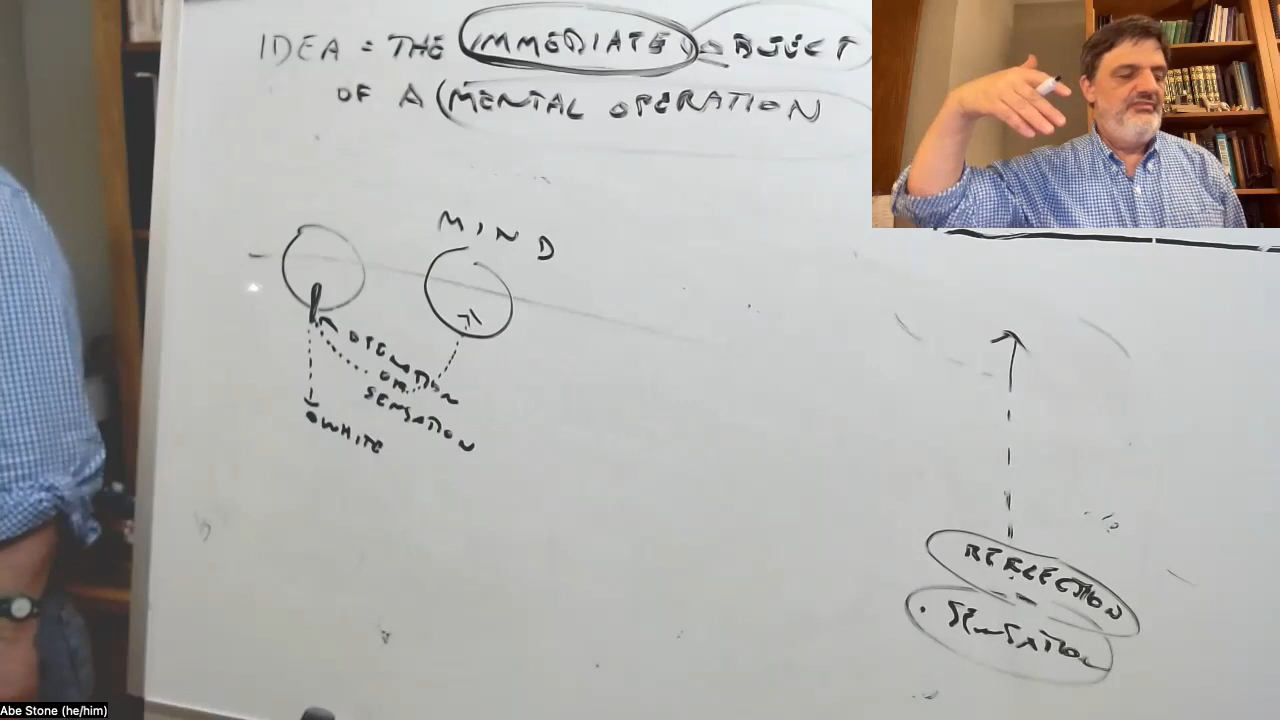 IDEA = THE IMMEDIATE OBJECT
OF A (MENTAL OPERATION
MIND
OPERATION
OR
SENSATION
WHITE
REFLECTION
SENSATION
Abe Stone (he/him)